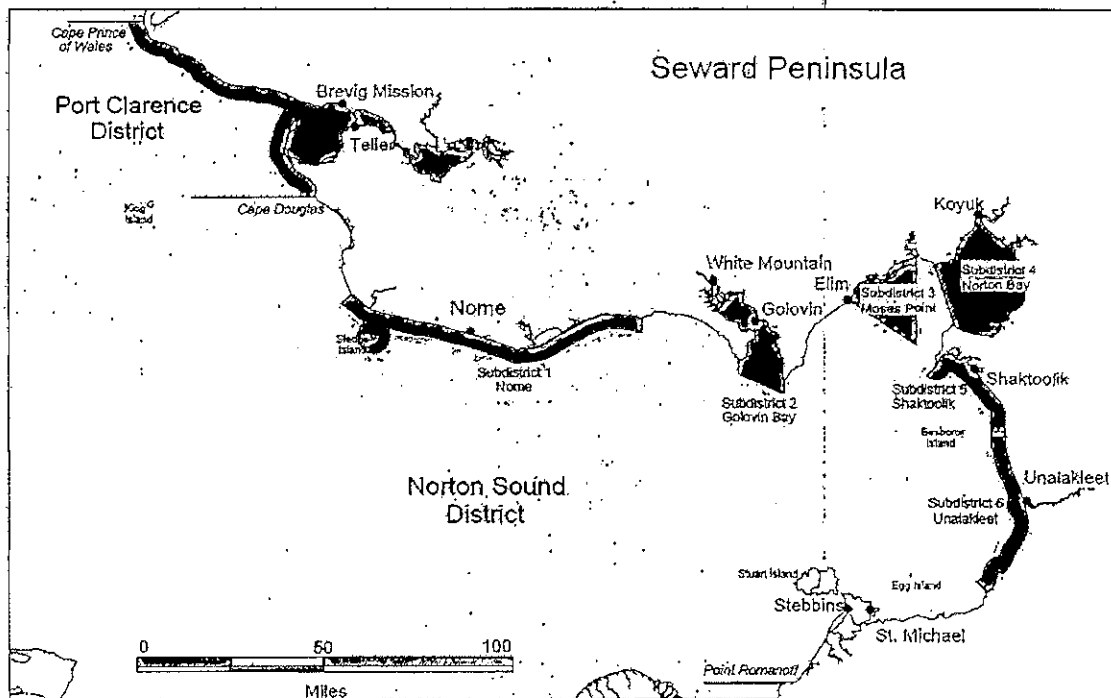 Cape Prince
of Wales
Seward Peninsula
Port Clarence
District
Brevig Mission
Teller
King
Island
Cape Douglas
Koyuk
White Mountain
Elim
Subdistrict 4
Norton Bay
Subdistrict 3
Moses Point
Golovin
Nome
Sledge
Island
Subdistrict 1
Nome
Subdistrict 2
Golovin Bay
Shaktoolik
Subdistrict 5
Shaktoolik
Besboro
Island
Norton Sound
District
Unalakleet
Subdistrict 6
Unalakleet
Stuart Island
Egg Island
Stebbins
St. Michael
Point Romanoff
0 50 100
Miles